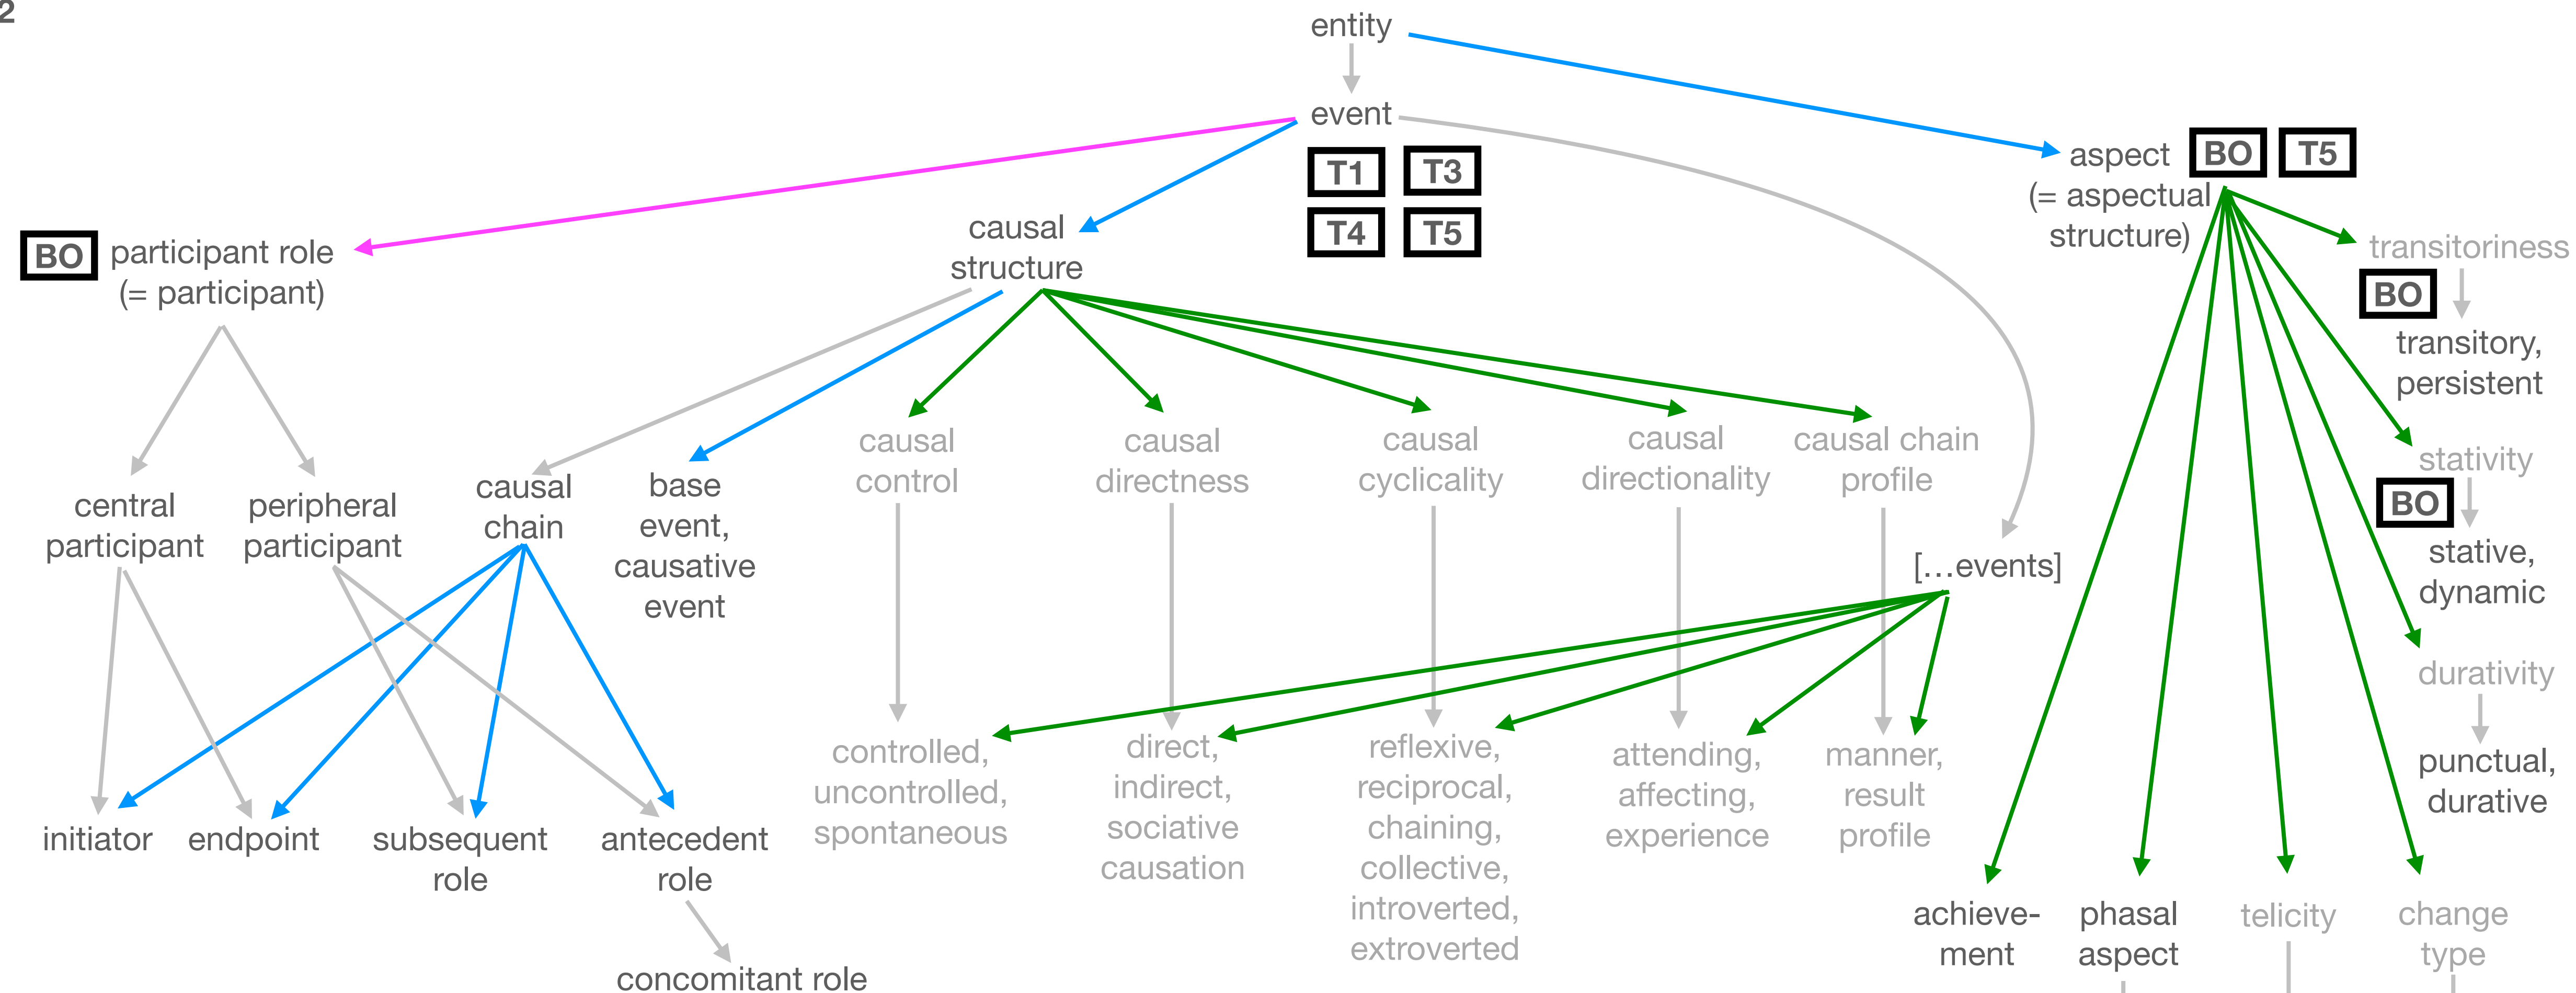 2
entity
event
T1 T3
T4 T5
aspect BO T5
(= aspectual
structure)
causal
structure
BO participant role
(= participant)
transitoriness
BO
transitory,
persistent
central
participant
peripheral
participant
causal
chain
base
event,
causative
event
causal
control
causal
directness
causal
cyclicality
causal
directionality
causal chain
profile
stativity
BO
stative,
dynamic
[...events]
durativity
punctual,
durative
initiator
endpoint
subsequent
role
antecedent
role
concomitant role
controlled,
uncontrolled,
spontaneous
direct,
indirect,
sociative
causation
reflexive,
reciprocal,
chaining,
collective,
introverted,
extroverted
attending,
affecting,
experience
manner,
result
profile
achieve-
ment
phasal
aspect
telicity
change
type